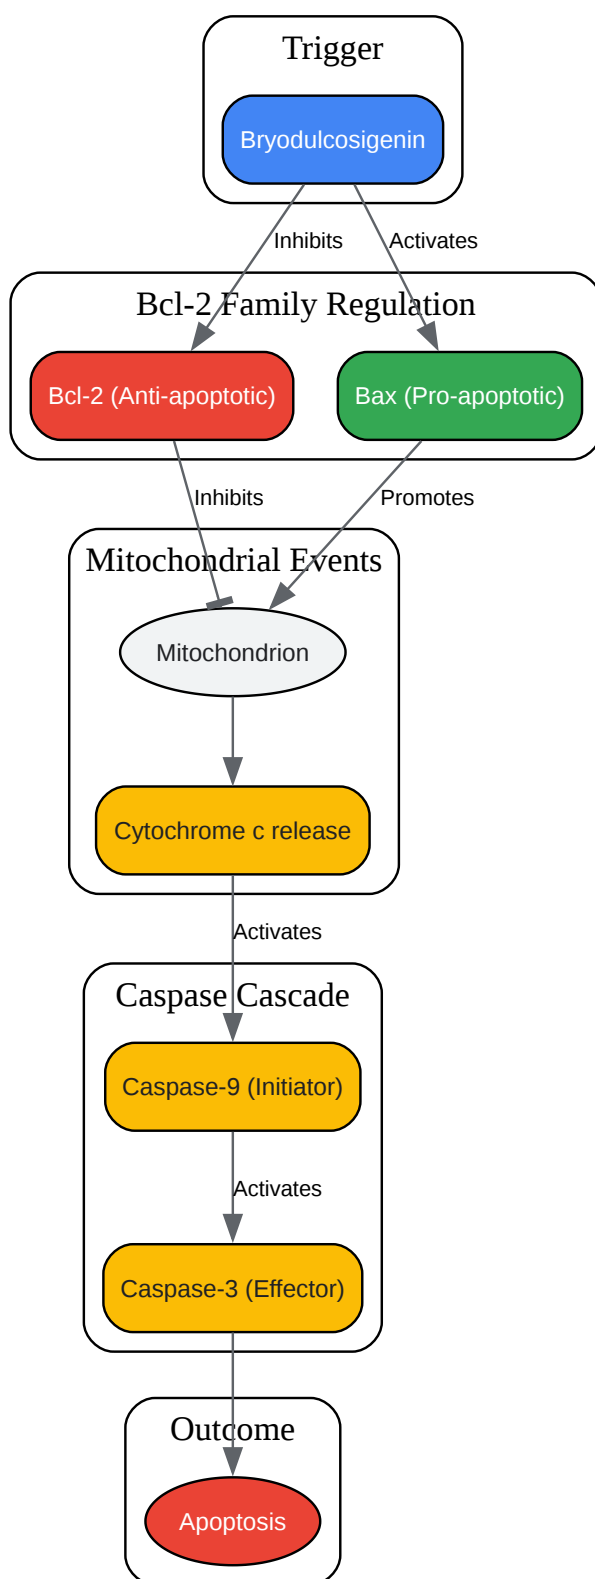 Trigger
Bryodulcosigenin
Inhibits
Activates
Bcl-2 Family Regulation
Bcl-2 (Anti-apoptotic)
Bax (Pro-apoptotic)
Inhibits
Promotes
Mitochondrial Events
Mitochondrion
Cytochrome c release
Activates
Caspase Cascade
Caspase-9 (Initiator)
Activates
Caspase-3 (Effector)
Outcome
Apoptosis